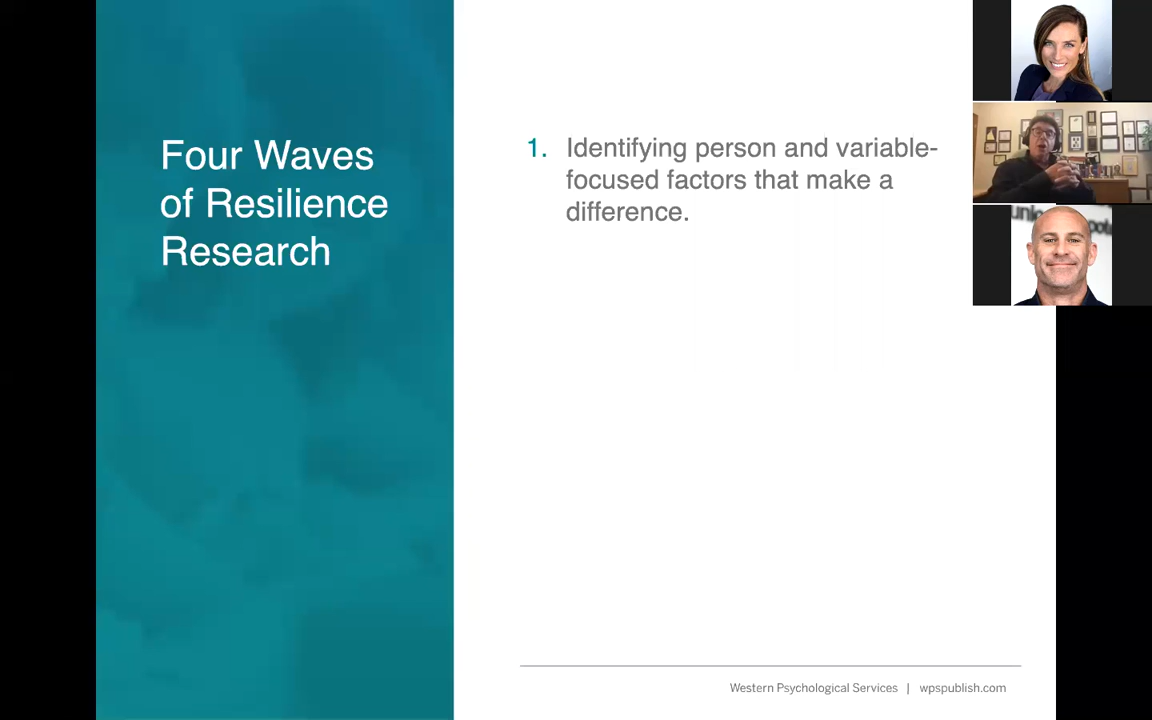 Four Waves
of Resilience
Research
1. Identifying person and variable-
focused factors that make a
difference.
Western Psychological Services | wpspublish.com